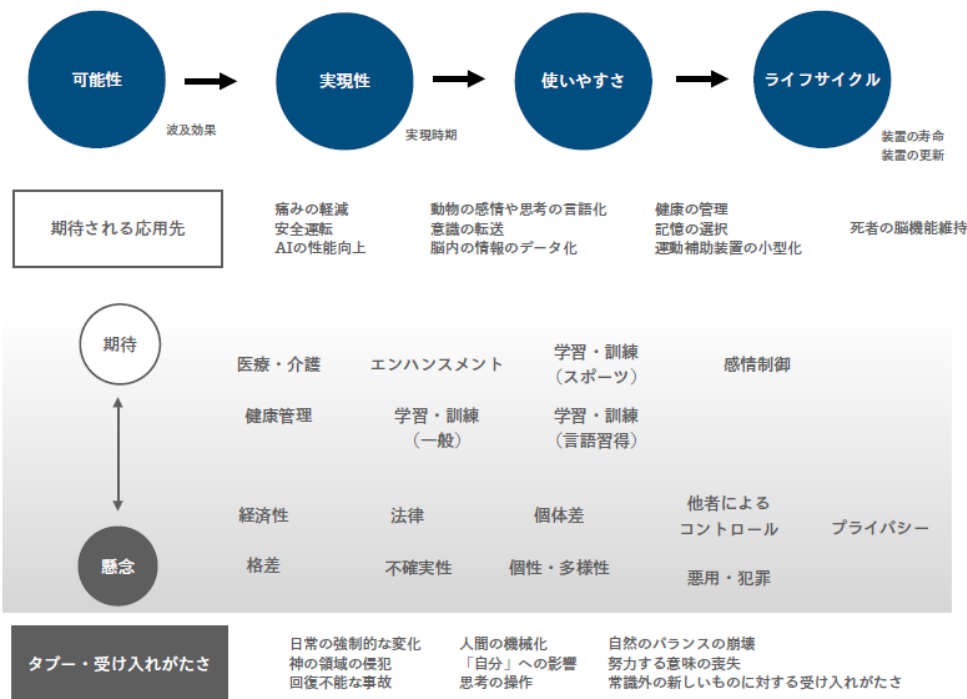 可能性
実現性
使いやすさ
ライフサイクル
波及効果
実現時期
装置の寿命
装置の更新
期待される応用先
痛みの軽減
安全運転
AIの性能向上
動物の感情や思考の言語化
意識の転送
脳内の情報のデータ化
健康の管理
記憶の選択
運動補助装置の小型化
死者の脳機能維持
期待
医療・介護
エンハンスメント
学習・訓練
（スポーツ）
感情制御
健康管理
学習・訓練
（一般）
学習・訓練
（言語習得）
懸念
経済性
法律
個体差
他者による
コントロール
プライバシー
格差
不確実性
個性・多様性
悪用・犯罪
タブー・受け入れがたさ
日常の強制的な変化
神の領域の侵犯
回復不能な事故
人間の機械化
「自分」への影響
思考の操作
自然のバランスの崩壊
努力する意味の喪失
常識外の新しいものに対する受け入れがたさ